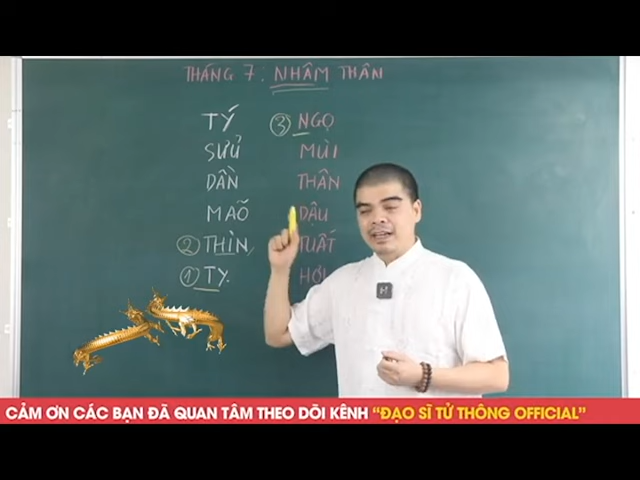 THÁNG 7: NHÂM THÂN
TÝ
SỬU
DẦN
MAÕ
② THÌN
① TỴ.
③ NGỌ
MÙI
THÂN
DẬU
TUẤT
HỢI
CẢM ƠN CÁC BẠN ĐÃ QUAN TÂM THEO DÕI KÊNH “ĐẠO SĨ TỬ THÔNG OFFICIAL”